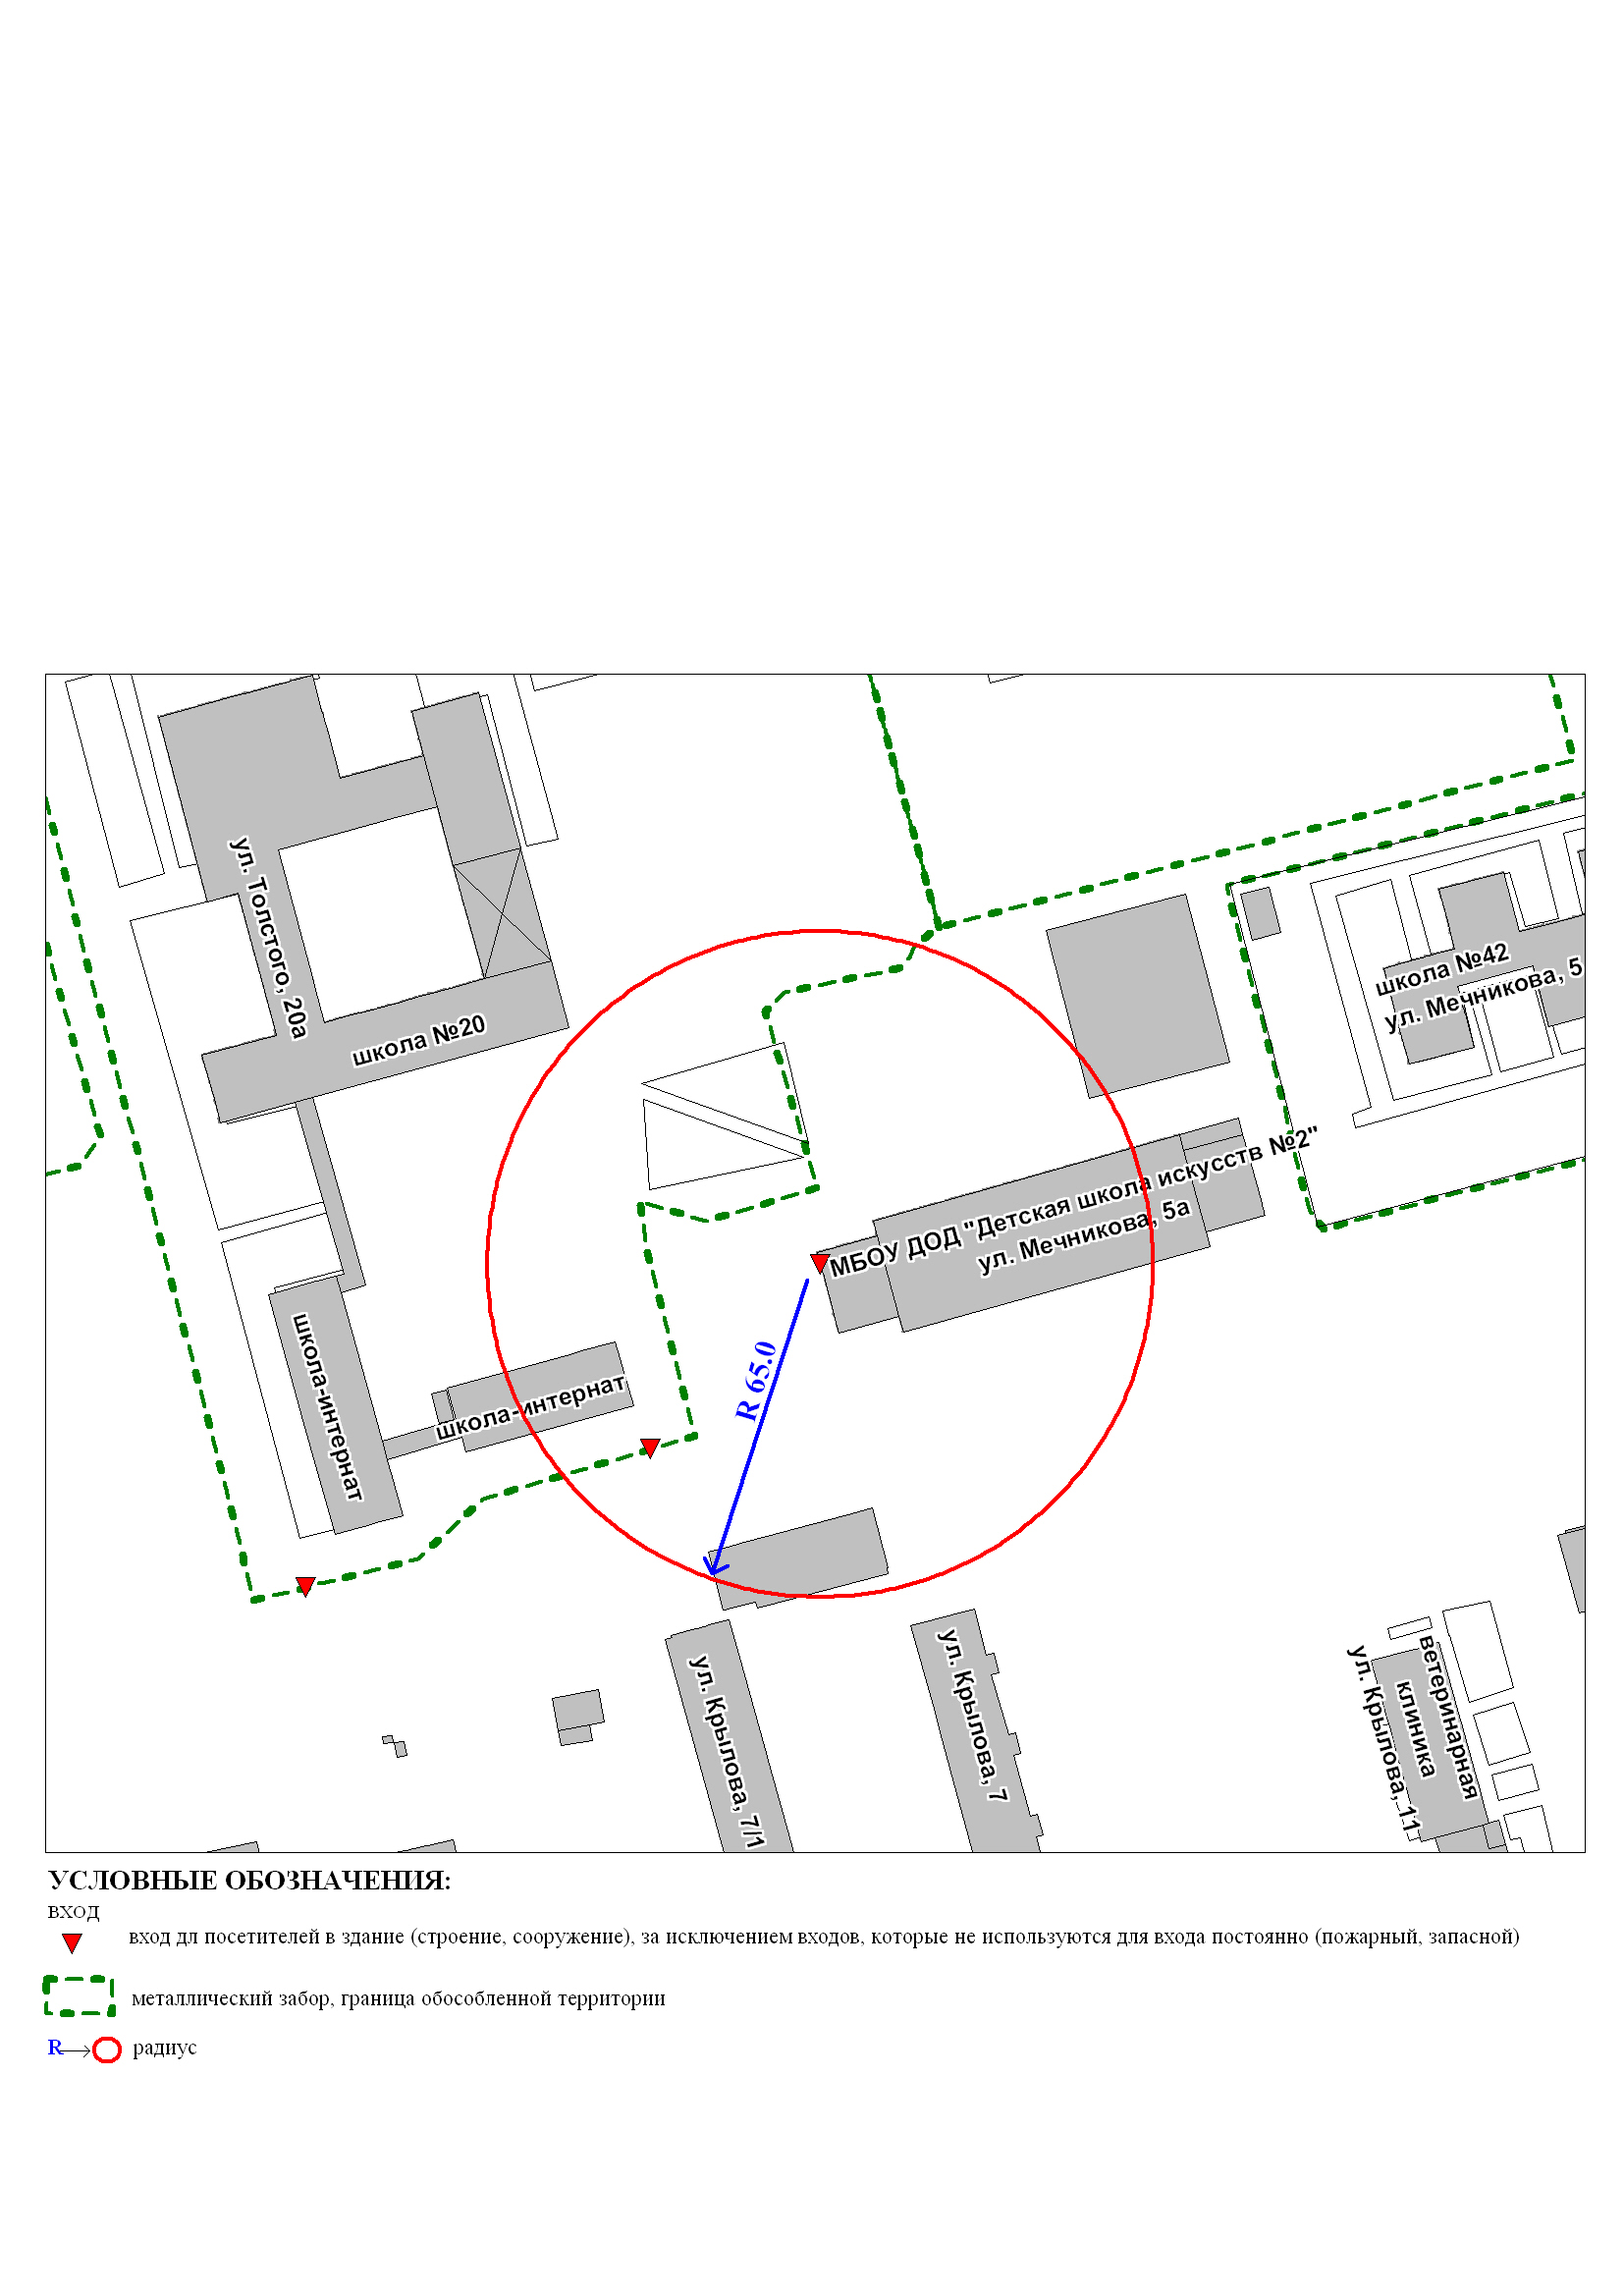 ул. Толстого, 20а
школа №20
школа №42
ул. Мечникова, 5
МБОУ ДОД "Детская школа искусств №2"
ул. Мечникова, 5а
школа-интернат
школа-интернат
R 65.0
ул. Крылова, 7/1
ул. Крылова, 7
ветеринарная
клиника
ул. Крылова, 11
УСЛОВНЫЕ ОБОЗНАЧЕНИЯ:
ВХОД
вход дл посетителей в здание (строение, сооружение), за исключением входов, которые не используются для входа постоянно (пожарный, запасной)
металлический забор, граница обособленной территории
R радиус